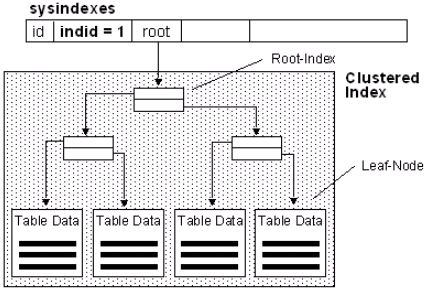 sysindexes
id indid = 1 root
Root-Index
Clustered
Index
Leaf-Node
Table Data Table Data Table Data Table Data